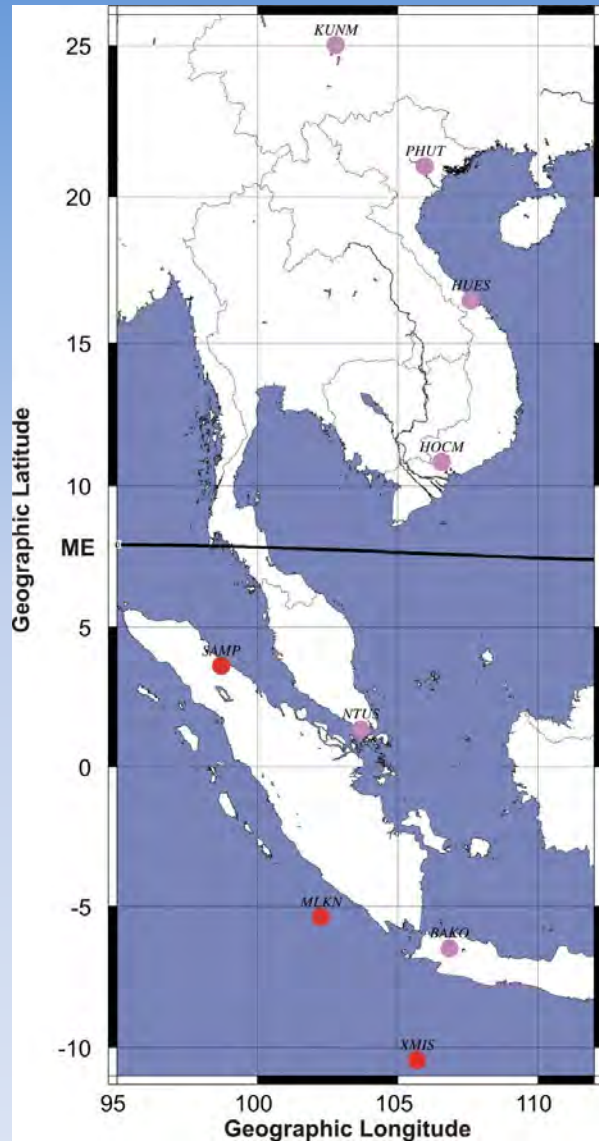 KUNM
25
PHUT
20
HUES
15
HOCM
10
Geographic Latitude
ME
5
SAMP
NTUS
0
MLKN
-5
BAKO
XMIS
-10
95 100 105 110
Geographic Longitude